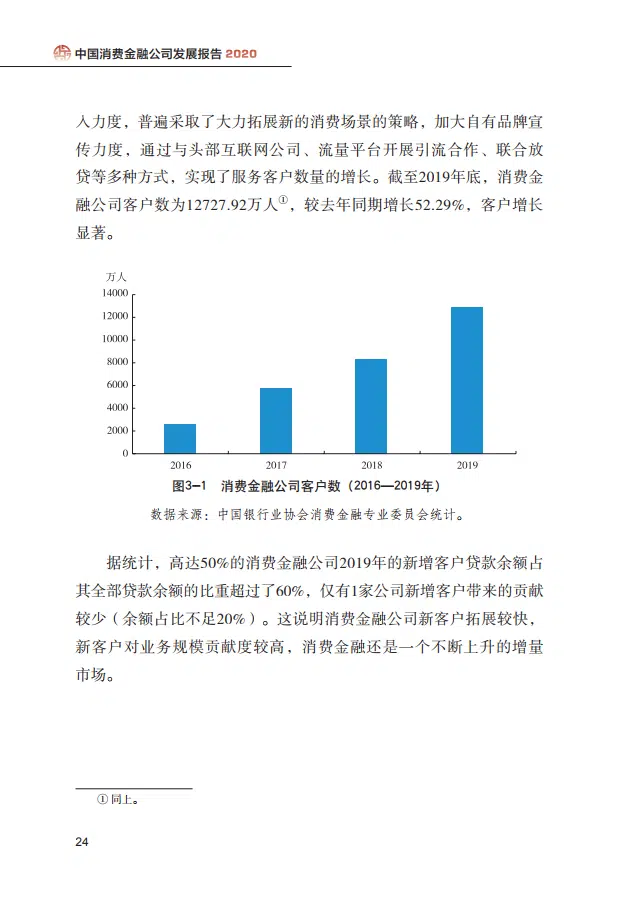 中国消费金融公司发展报告 2020
入力度，普遍采取了大力拓展新的消费场景的策略，加大自有品牌宣
传力度，通过与头部互联网公司、流量平台开展引流合作、联合放
贷等多种方式，实现了服务客户数量的增长。截至2019年底，消费金
融公司客户数为12727.92万人①，较去年同期增长52.29%，客户增长
显著。
万人
14000
12000
10000
8000
6000
4000
2000
0
2016 2017 2018 2019
图3-1 消费金融公司客户数（2016—2019年）
数据来源：中国银行业协会消费金融专业委员会统计。
据统计，高达50%的消费金融公司2019年的新增客户贷款余额占
其全部贷款余额的比重超过了60%，仅有1家公司新增客户带来的贡献
较少（余额占比不足20%）。这说明消费金融公司新客户拓展较快，
新客户对业务规模贡献度较高，消费金融还是一个不断上升的增量
市场。
① 同上。
24